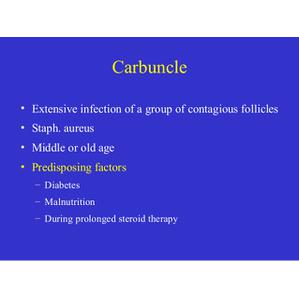 Carbuncle
• Extensive infection of a group of contagious follicles
• Staph. aureus
• Middle or old age
• Predisposing factors
– Diabetes
– Malnutrition
– During prolonged steroid therapy